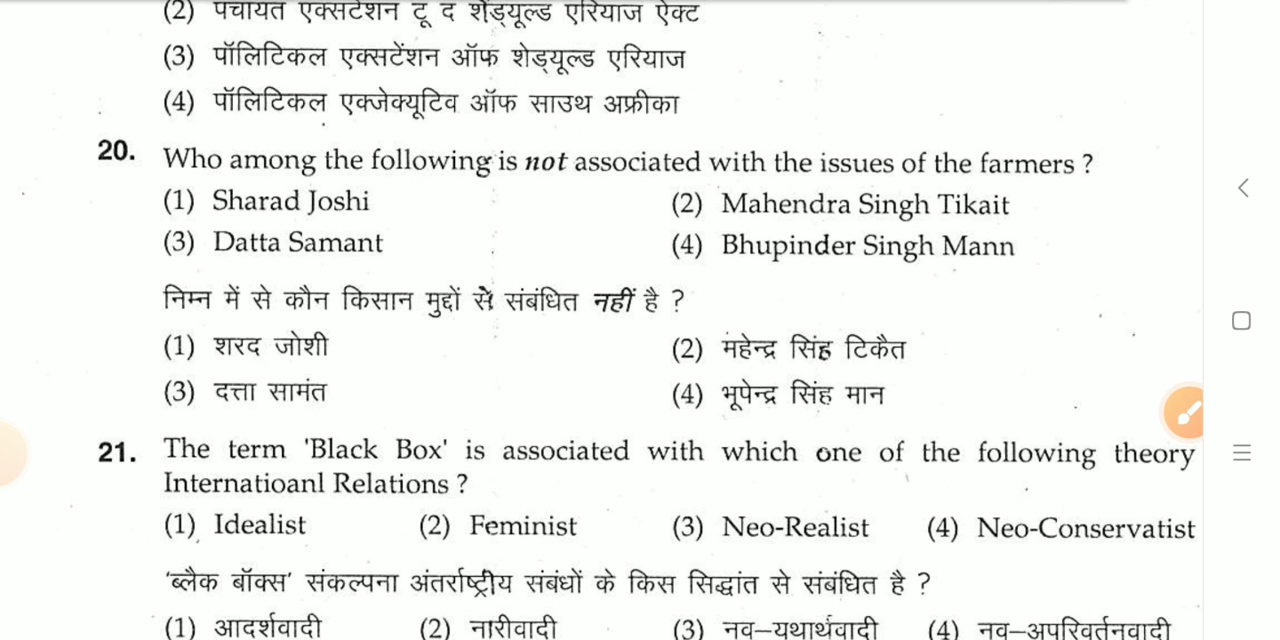 (2) पंचायत एक्सटेंशन टू द शेड्यूल्ड एरियाज ऐक्ट
(3) पॉलिटिकल एक्सटेंशन ऑफ शेड्यूल्ड एरियाज
(4) पॉलिटिकल एक्जेक्यूटिव ऑफ साउथ अफ्रीका
20. Who among the following is not associated with the issues of the farmers ?
(1) Sharad Joshi (2) Mahendra Singh Tikait
(3) Datta Samant (4) Bhupinder Singh Mann
निम्न में से कौन किसान मुद्दों से संबंधित नहीं है ?
(1) शरद जोशी (2) महेन्द्र सिंह टिकैत
(3) दत्ता सामंत (4) भूपेन्द्र सिंह मान
21. The term 'Black Box' is associated with which one of the following theory
Internatioanl Relations ?
(1) Idealist (2) Feminist (3) Neo-Realist (4) Neo-Conservatist
'ब्लैक बॉक्स' संकल्पना अंतर्राष्ट्रीय संबंधों के किस सिद्धांत से संबंधित है ?
(1) आदर्शवादी (2) नारीवादी (3) नव-यथार्थवादी (4) नव-अपरिवर्तनवादी